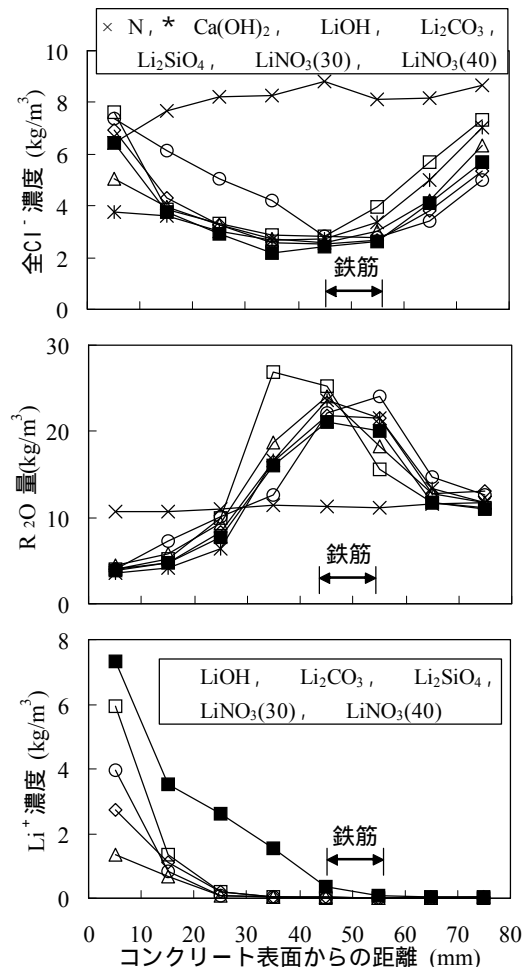 × N, * Ca(OH)₂, LiOH, Li₂CO₃,
Li₂SiO₄, LiNO₃(30), LiNO₃(40)
10
8
6
4
2
0
全Cl⁻濃度 (kg/m³)
鉄筋
30
20
10
0
R₂O 量(kg/m³)
鉄筋
LiOH, Li₂CO₃, Li₂SiO₄,
LiNO₃(30), LiNO₃(40)
8
6
4
2
0
Li⁺濃度 (kg/m³)
鉄筋
0 10 20 30 40 50 60 70 80
コンクリート表面からの距離 (mm)